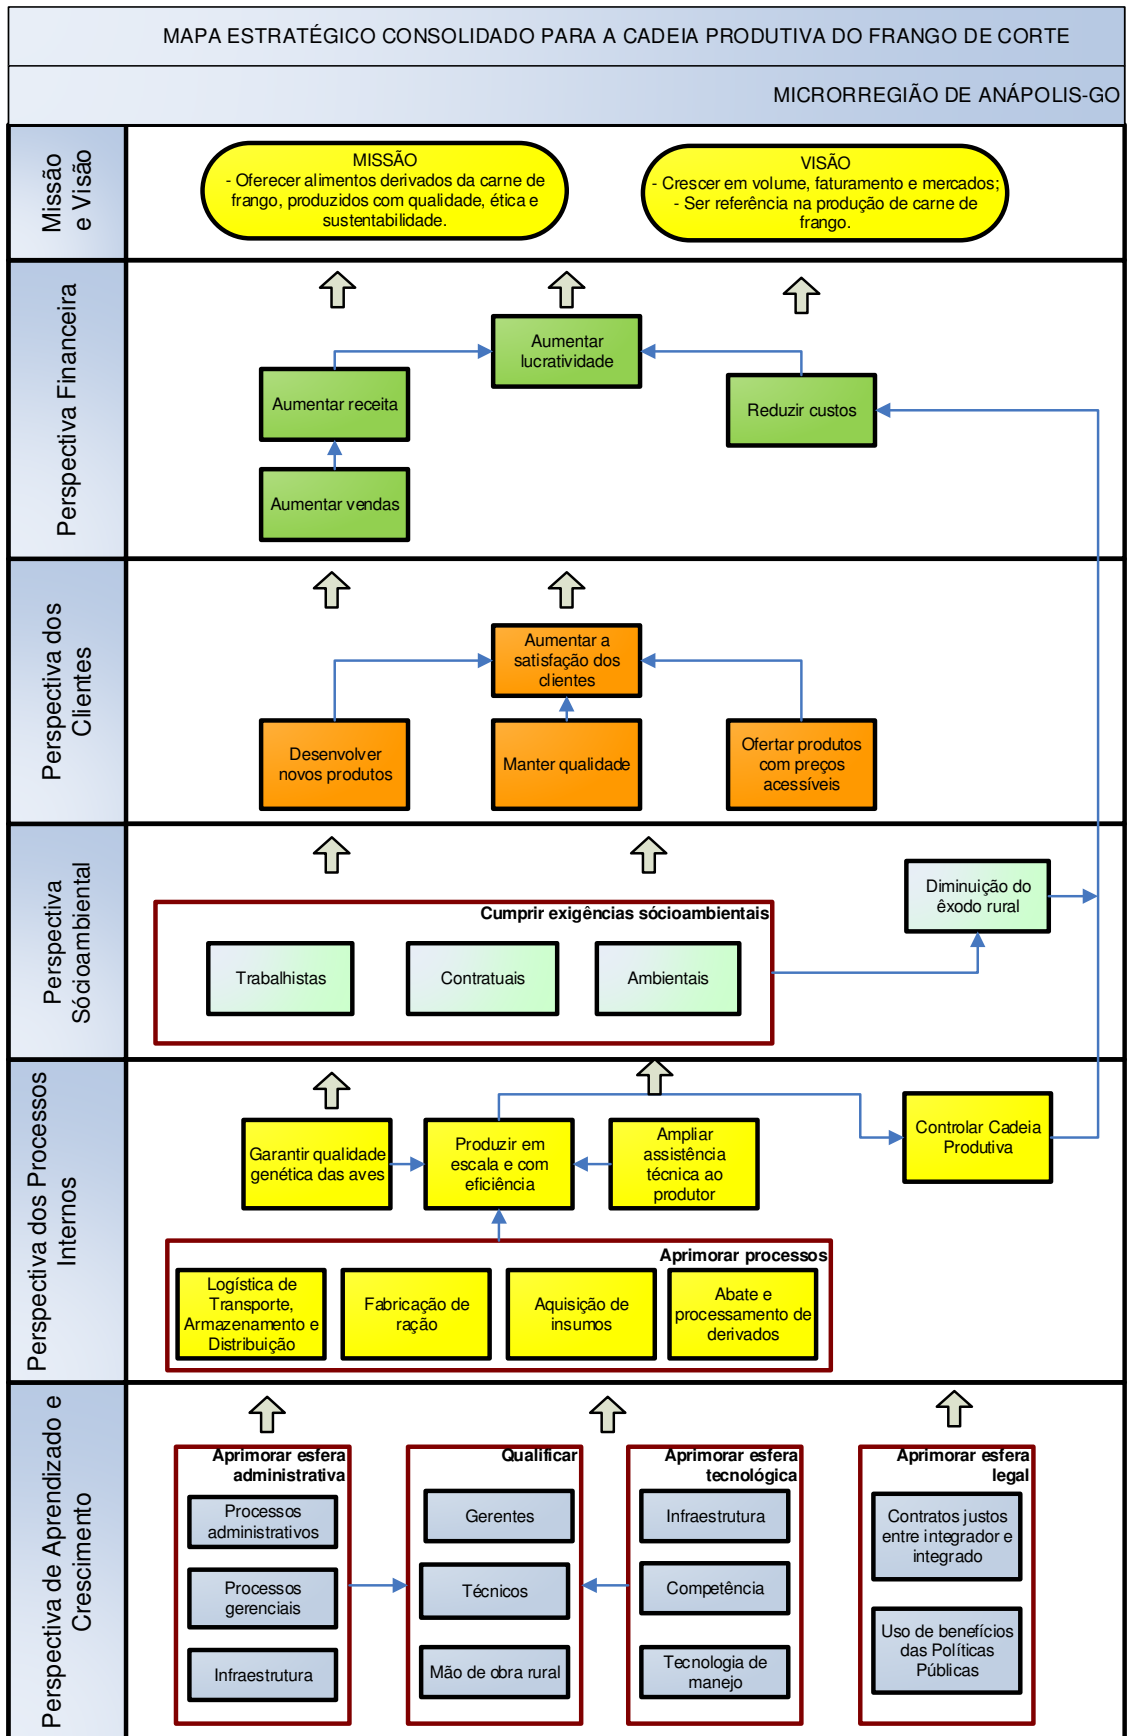 MAPA ESTRATÉGICO CONSOLIDADO PARA A CADEIA PRODUTIVA DO FRANGO DE CORTE
MICRORREGIÃO DE ANÁPOLIS-GO
Missão
e Visão
MISSÃO
- Oferecer alimentos derivados da carne de
frango, produzidos com qualidade, ética e
sustentabilidade.
VISÃO
- Crescer em volume, faturamento e mercados;
- Ser referência na produção de carne de
frango.
Perspectiva Financeira
Aumentar
lucratividade
Aumentar receita
Reduzir custos
Aumentar vendas
Perspectiva dos
Clientes
Aumentar a
satisfação dos
clientes
Desenvolver
novos produtos
Manter qualidade
Ofertar produtos
com preços
acessíveis
Perspectiva
Sócioambiental
Diminuição do
êxodo rural
Cumprir exigências sócioambientais
Trabalhistas
Contratuais
Ambientais
Perspectiva dos Processos
Internos
Garantir qualidade
genética das aves
Produzir em
escala e com
eficiência
Ampliar
assistência
técnica ao
produtor
Controlar Cadeia
Produtiva
Aprimorar processos
Logística de
Transporte,
Armazenamento e
Distribuição
Fabricação de
ração
Aquisição de
insumos
Abate e
processamento de
derivados
Perspectiva de Aprendizado e
Crescimento
Aprimorar esfera
administrativa
Processos
administrativos
Processos
gerenciais
Infraestrutura
Qualificar
Gerentes
Técnicos
Mão de obra rural
Aprimorar esfera
tecnológica
Infraestrutura
Competência
Tecnologia de
manejo
Aprimorar esfera
legal
Contratos justos
entre integrador e
integrado
Uso de benefícios
das Políticas
Públicas